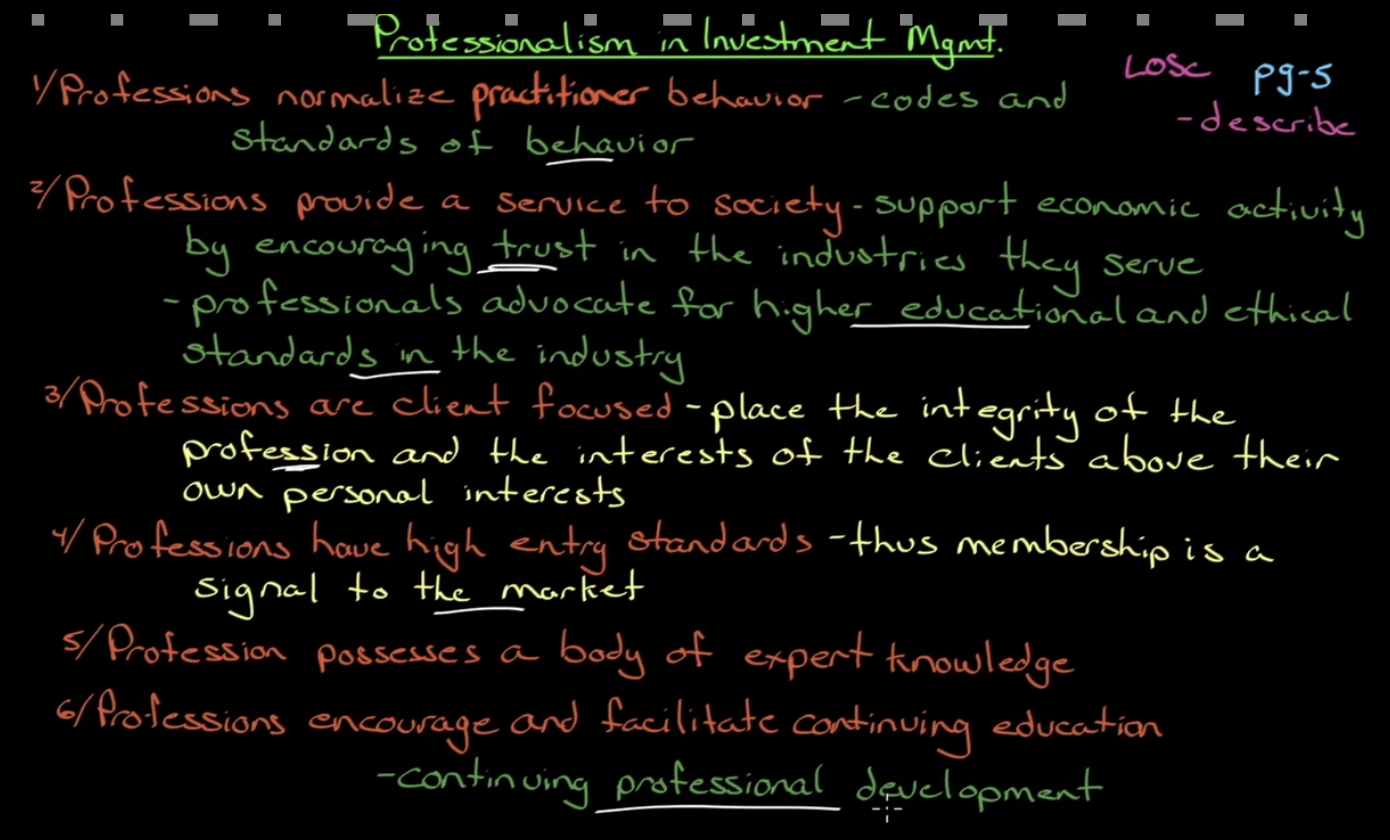 Professionalism in Investment Mgmt.
LOSc pg-5
-describe
1/Professions normalize practitioner behavior -codes and
standards of behavior
2/Professions provide a service to society - support economic activity
by encouraging trust in the industries they serve
- professionals advocate for higher educational and ethical
standards in the industry
3/Professions are client focused - place the integrity of the
profession and the interests of the clients above their
own personal interests
4/Professions have high entry standards -thus membership is a
signal to the market
5/Profession possesses a body of expert knowledge
6/Professions encourage and facilitate continuing education
-continuing professional development